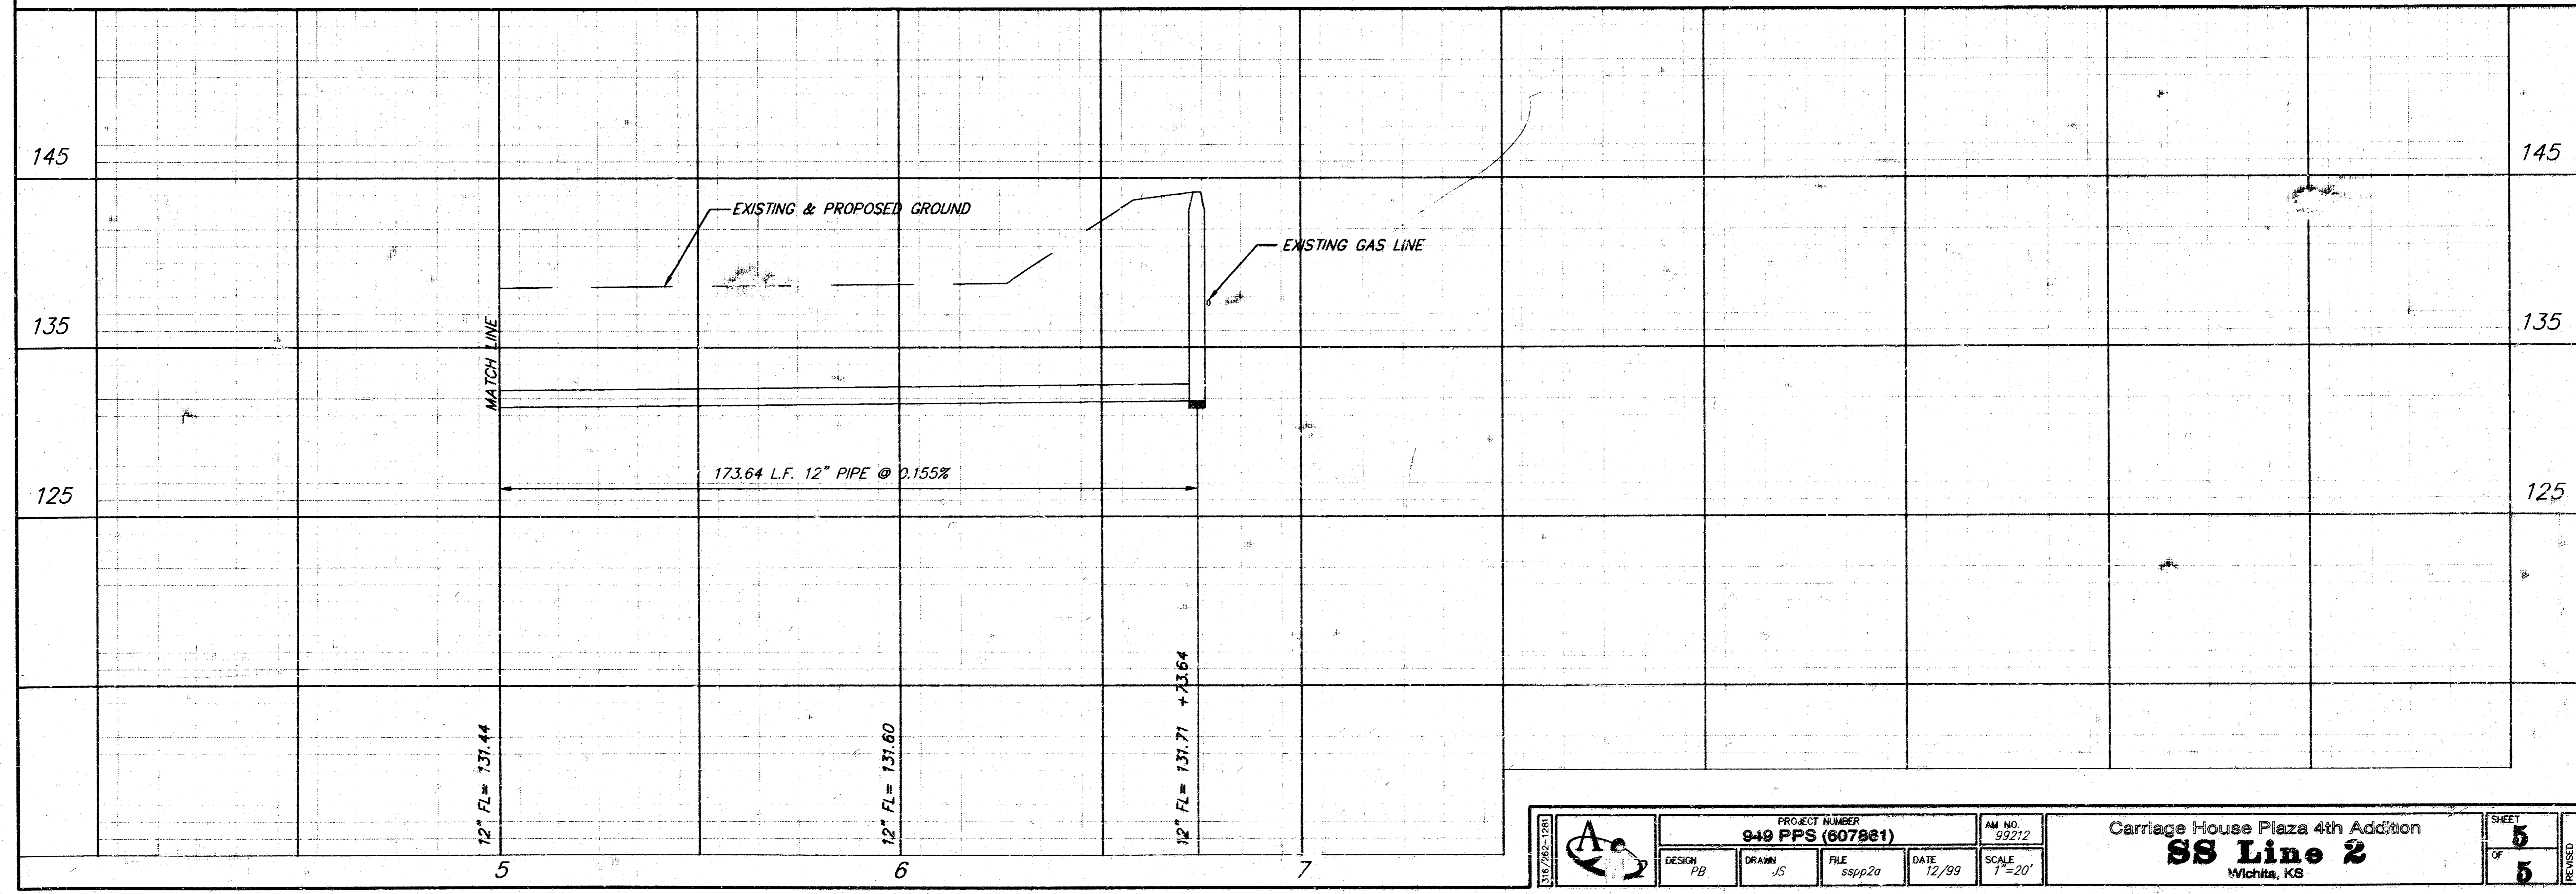 145
145
EXISTING & PROPOSED GROUND
EXISTING GAS LINE
135
135
MATCH LINE
173.64 L.F. 12" PIPE @ 0.155%
125
125
12" FL= 131.44
12" FL= 131.60
12" FL= 131.71 +73.64
5
6
7
316/262-1281
A
2
PROJECT NUMBER
949 PPS (607861)
AM NO.
99212
DESIGN
PB
DRAWN
JS
FILE
sspp2a
DATE
12/99
SCALE
1"=20'
Carriage House Plaza 4th Addition
SS Line 2
Wichita, KS
SHEET
5
OF
5
REVISED